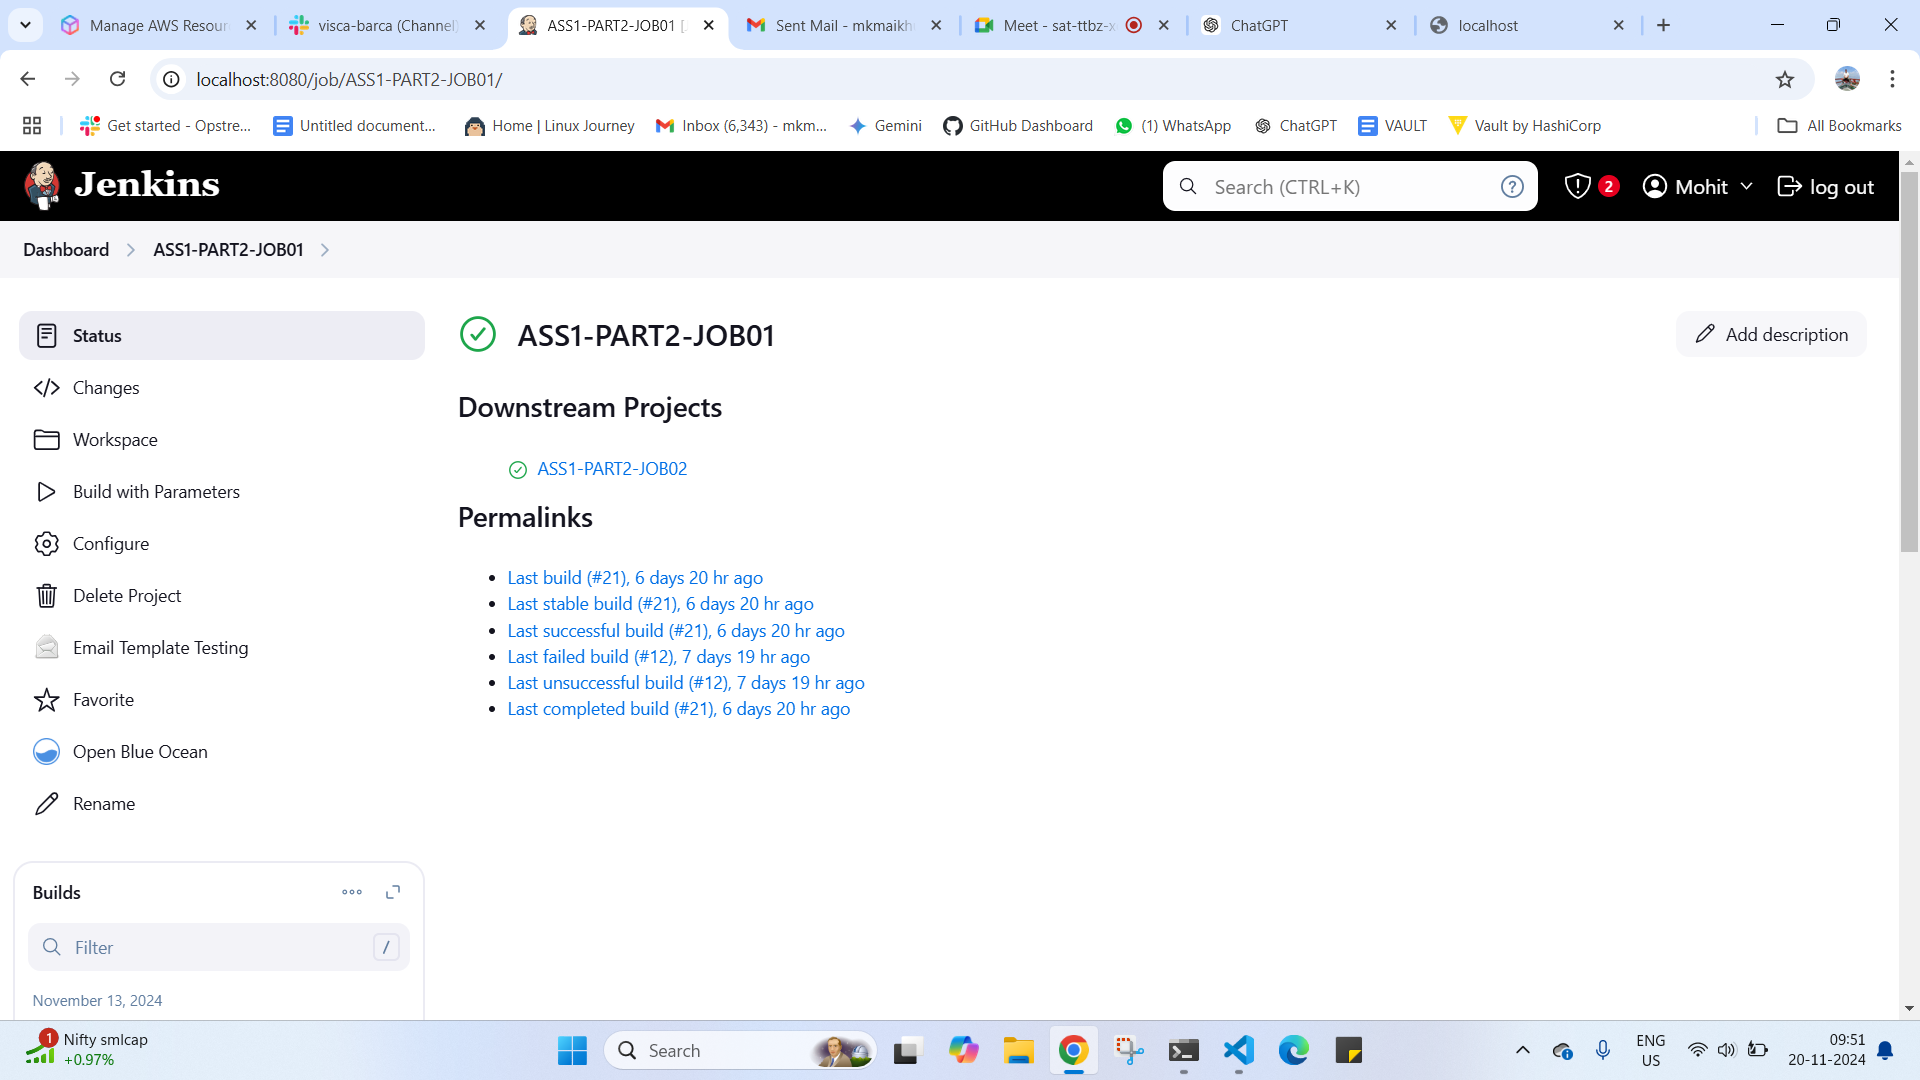 Manage AWS Resour
visca-barca (Channel)
ASS1-PART2-JOB01 [
Sent Mail - mkmaikh
Meet - sat-ttbz-x
ChatGPT
localhost
localhost:8080/job/ASS1-PART2-JOB01/
Get started - Opstre...
Untitled document...
Home | Linux Journey
Inbox (6,343) - mkm...
Gemini
GitHub Dashboard
(1) WhatsApp
ChatGPT
VAULT
Vault by HashiCorp
All Bookmarks
Jenkins
Search (CTRL+K)
?
2
Mohit
log out
Dashboard
ASS1-PART2-JOB01
Status
Changes
Workspace
Build with Parameters
Configure
Delete Project
Email Template Testing
Favorite
Open Blue Ocean
Rename
Builds
Filter
/
November 13, 2024
ASS1-PART2-JOB01
Add description
Downstream Projects
ASS1-PART2-JOB02
Permalinks
Last build (#21), 6 days 20 hr ago
Last stable build (#21), 6 days 20 hr ago
Last successful build (#21), 6 days 20 hr ago
Last failed build (#12), 7 days 19 hr ago
Last unsuccessful build (#12), 7 days 19 hr ago
Last completed build (#21), 6 days 20 hr ago
1
Nifty smlcap
+0.97%
Search
ENG
US
09:51
20-11-2024